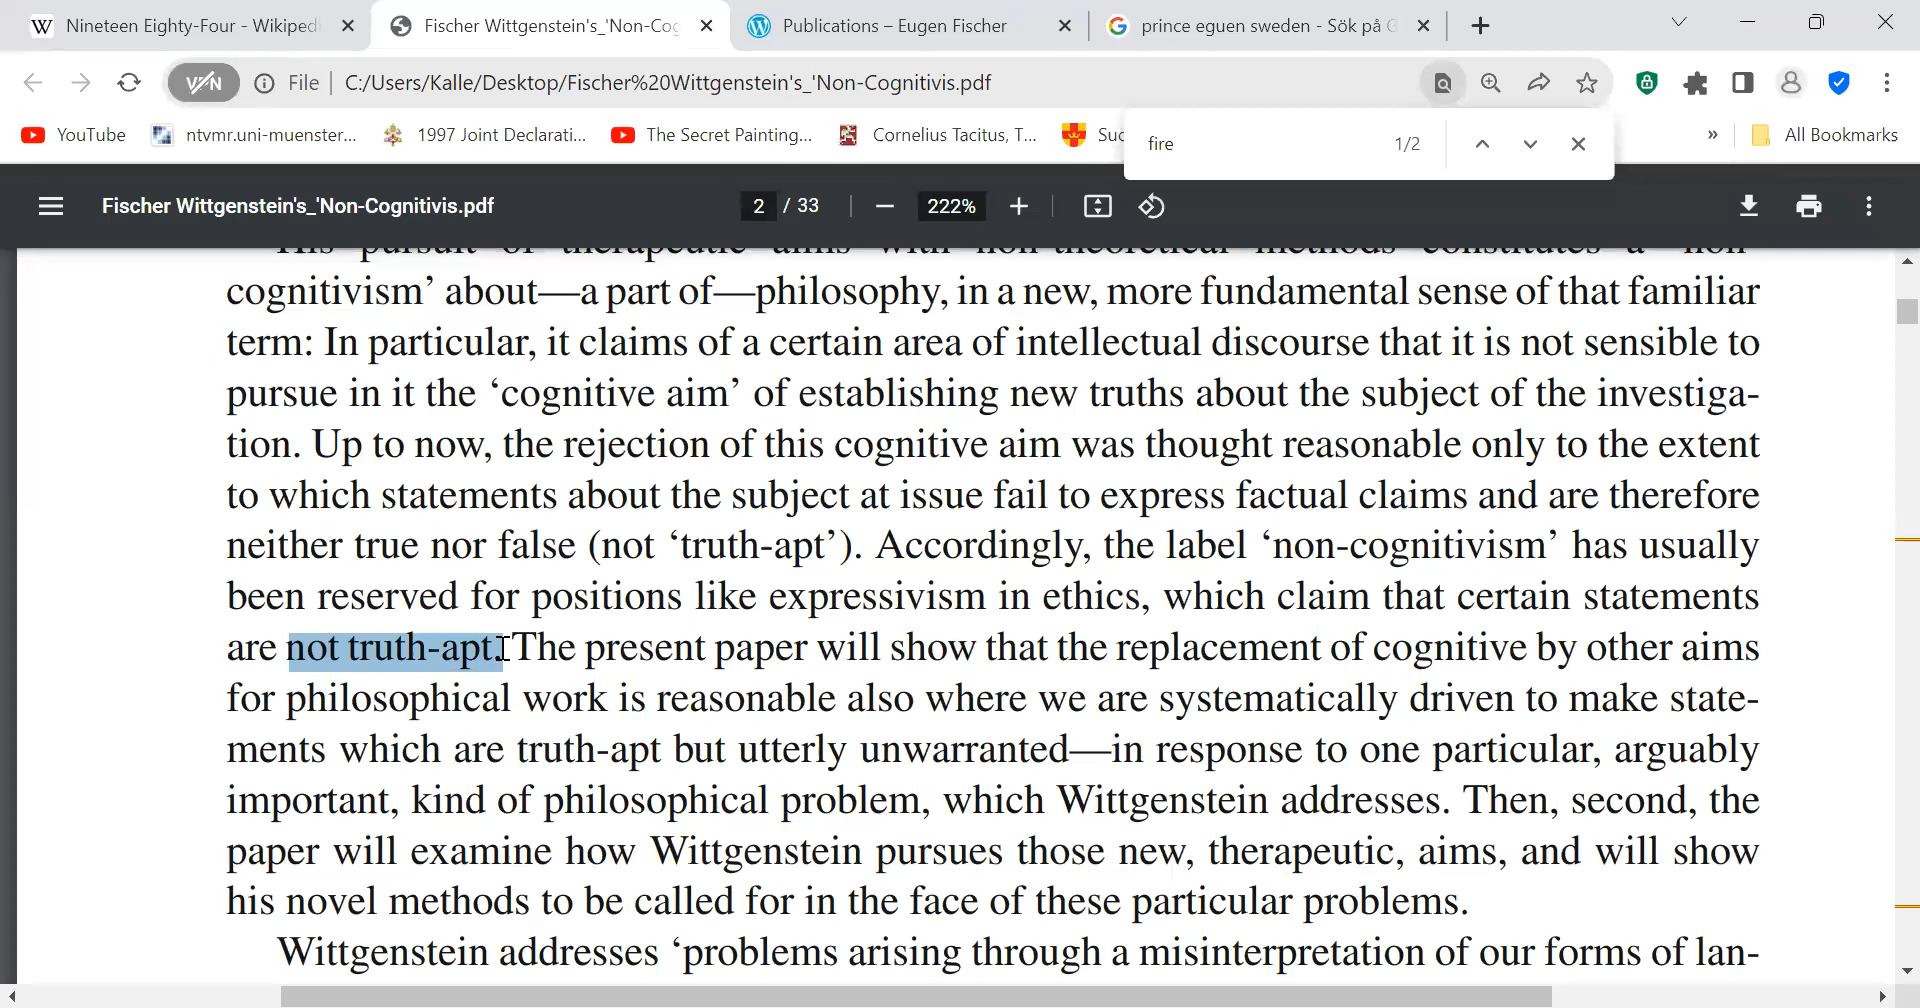 Nineteen Eighty-Four - Wikiped
Fischer Wittgenstein's_'Non-Cog
Publications – Eugen Fischer
prince eguen sweden - Sök på G
VPN
File
C:/Users/Kalle/Desktop/Fischer%20Wittgenstein's_'Non-Cognitivis.pdf
YouTube
ntvmr.uni-muenster...
1997 Joint Declarati...
The Secret Painting...
Cornelius Tacitus, T...
Suc
»
All Bookmarks
fire
1/2
Fischer Wittgenstein's_'Non-Cognitivis.pdf
2 / 33
222%
His pursuit of therapeutic aims with non-theoretical methods constitutes a ‘non-
cognitivism’ about—a part of—philosophy, in a new, more fundamental sense of that familiar
term: In particular, it claims of a certain area of intellectual discourse that it is not sensible to
pursue in it the ‘cognitive aim’ of establishing new truths about the subject of the investiga-
tion. Up to now, the rejection of this cognitive aim was thought reasonable only to the extent
to which statements about the subject at issue fail to express factual claims and are therefore
neither true nor false (not ‘truth-apt’). Accordingly, the label ‘non-cognitivism’ has usually
been reserved for positions like expressivism in ethics, which claim that certain statements
are not truth-apt. The present paper will show that the replacement of cognitive by other aims
for philosophical work is reasonable also where we are systematically driven to make state-
ments which are truth-apt but utterly unwarranted—in response to one particular, arguably
important, kind of philosophical problem, which Wittgenstein addresses. Then, second, the
paper will examine how Wittgenstein pursues those new, therapeutic, aims, and will show
his novel methods to be called for in the face of these particular problems.
Wittgenstein addresses ‘problems arising through a misinterpretation of our forms of lan-